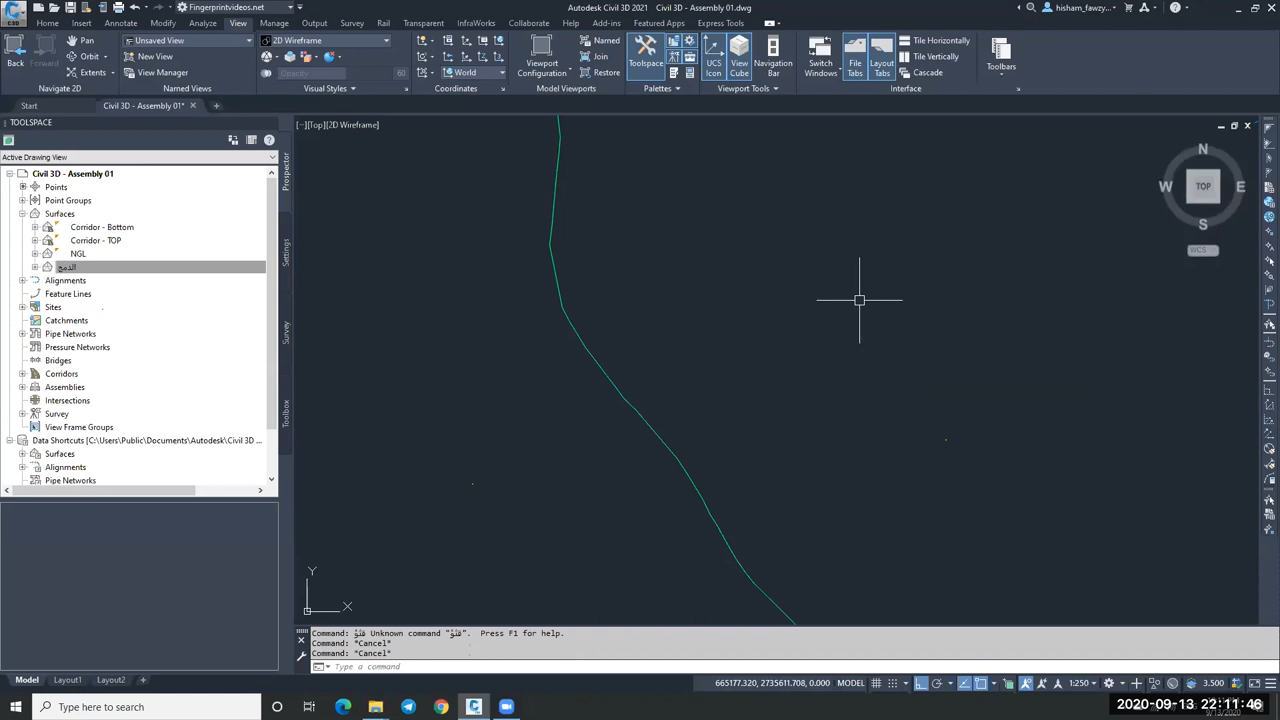 C3D
Fingerprintvideos.net
Autodesk Civil 3D 2021 Civil 3D - Assembly 01.dwg
hisham_fawzy...
Home Insert Annotate Modify Analyze View Manage Output Survey Rail Transparent InfraWorks Collaborate Help Add-ins Featured Apps Express Tools
Back
Forward
Pan
Orbit
Extents
Navigate 2D
Unsaved View
New View
View Manager
Named Views
2D Wireframe
Opacity
60
Visual Styles
World
Coordinates
Viewport
Configuration
Named
Join
Restore
Model Viewports
Toolspace
Palettes
UCS
Icon
View
Cube
Navigation
Bar
Viewport Tools
Switch
Windows
File
Tabs
Layout
Tabs
Tile Horizontally
Tile Vertically
Cascade
Interface
Toolbars
Start
Civil 3D - Assembly 01*
TOOLSPACE
Active Drawing View
Civil 3D - Assembly 01
Points
Point Groups
Surfaces
Corridor - Bottom
Corridor - TOP
NGL
الدمج
Alignments
Feature Lines
Sites
Catchments
Pipe Networks
Pressure Networks
Bridges
Corridors
Assemblies
Intersections
Survey
View Frame Groups
Data Shortcuts [C:\Users\Public\Documents\Autodesk\Civil 3D ...
Surfaces
Alignments
Pipe Networks
Prospector
Settings
Survey
Toolbox
[−][Top][2D Wireframe]
N
W
TOP
E
S
WCS
Y
X
Command: *Cancel*
Command: *Cancel*
Type a command
Model Layout1 Layout2
665177.320, 2735611.708, 0.000 MODEL
1:250
3.500
Type here to search
2020-09-13 22:11:46